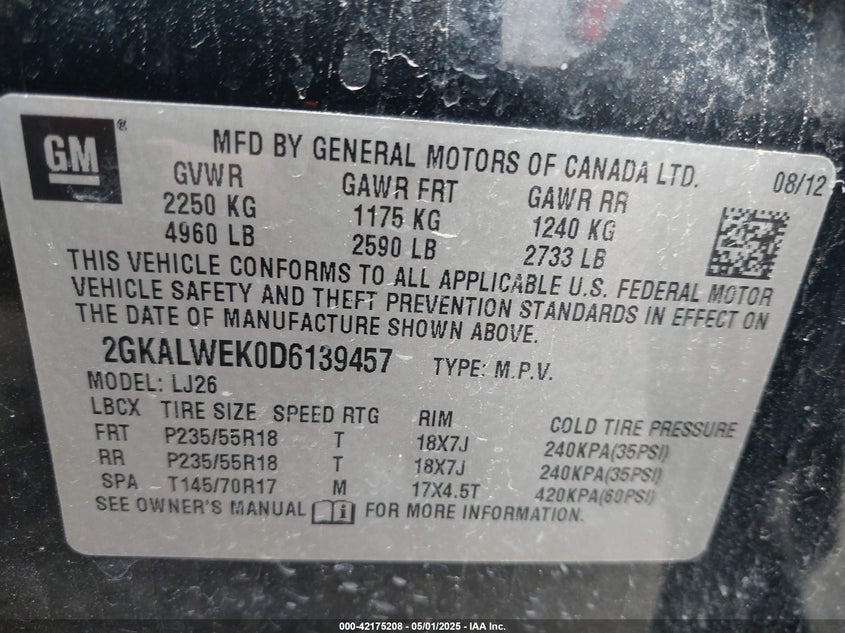 GM®
MFD BY GENERAL MOTORS OF CANADA LTD. 08/12
GVWR GAWR FRT GAWR RR
2250 KG 1175 KG 1240 KG
4960 LB 2590 LB 2733 LB
THIS VEHICLE CONFORMS TO ALL APPLICABLE U.S. FEDERAL MOTOR
VEHICLE SAFETY AND THEFT PREVENTION STANDARDS IN EFFECT ON
THE DATE OF MANUFACTURE SHOWN ABOVE.
2GKALWEK0D6139457 TYPE: M.P.V.
MODEL: LJ26
LBCX TIRE SIZE SPEED RTG RIM COLD TIRE PRESSURE
FRT P235/55R18 T 18X7J 240KPA(35PSI)
RR P235/55R18 T 18X7J 240KPA(35PSI)
SPA T145/70R17 M 17X4.5T 420KPA(60PSI)
SEE OWNER'S MANUAL i FOR MORE INFORMATION.
000-42175208 - 05/01/2025 - IAA Inc.